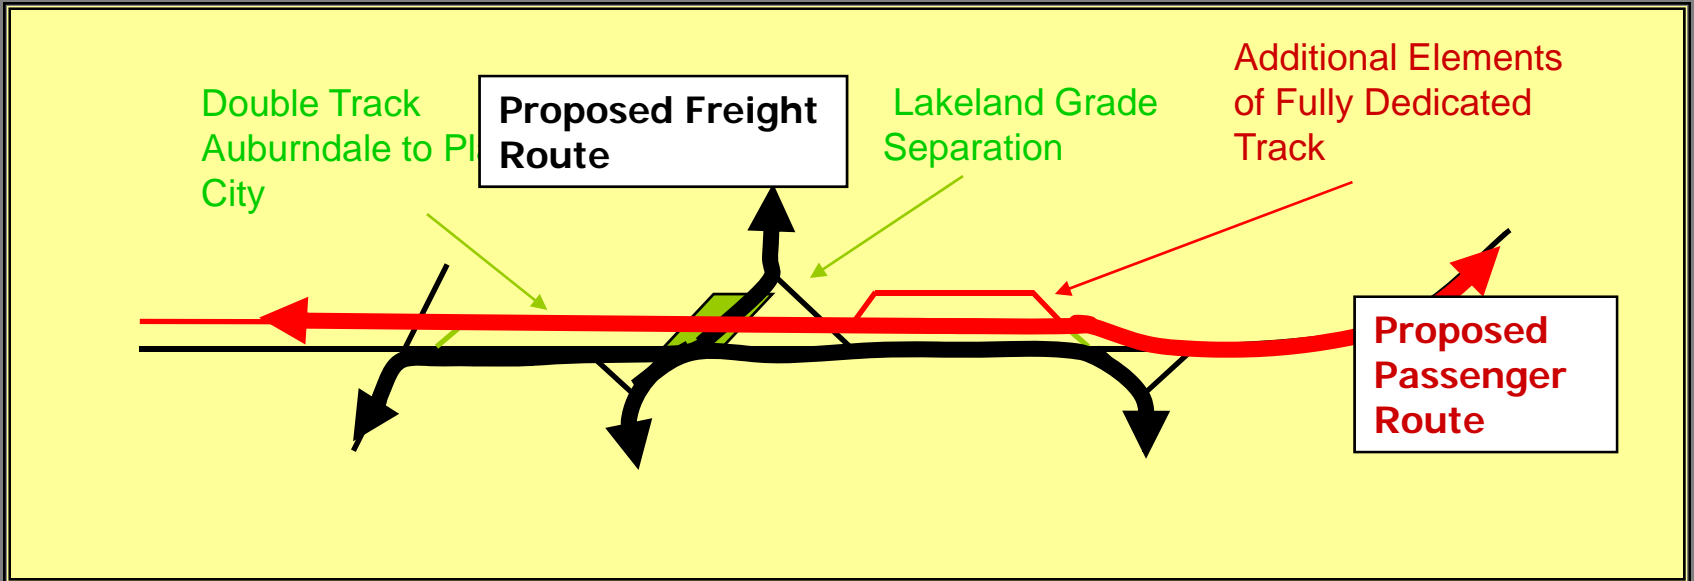 Double Track
Auburndale to
City
Proposed Freight
Route
Lakeland Grade
Separation
Additional Elements
of Fully Dedicated
Track
Proposed
Passenger
Route